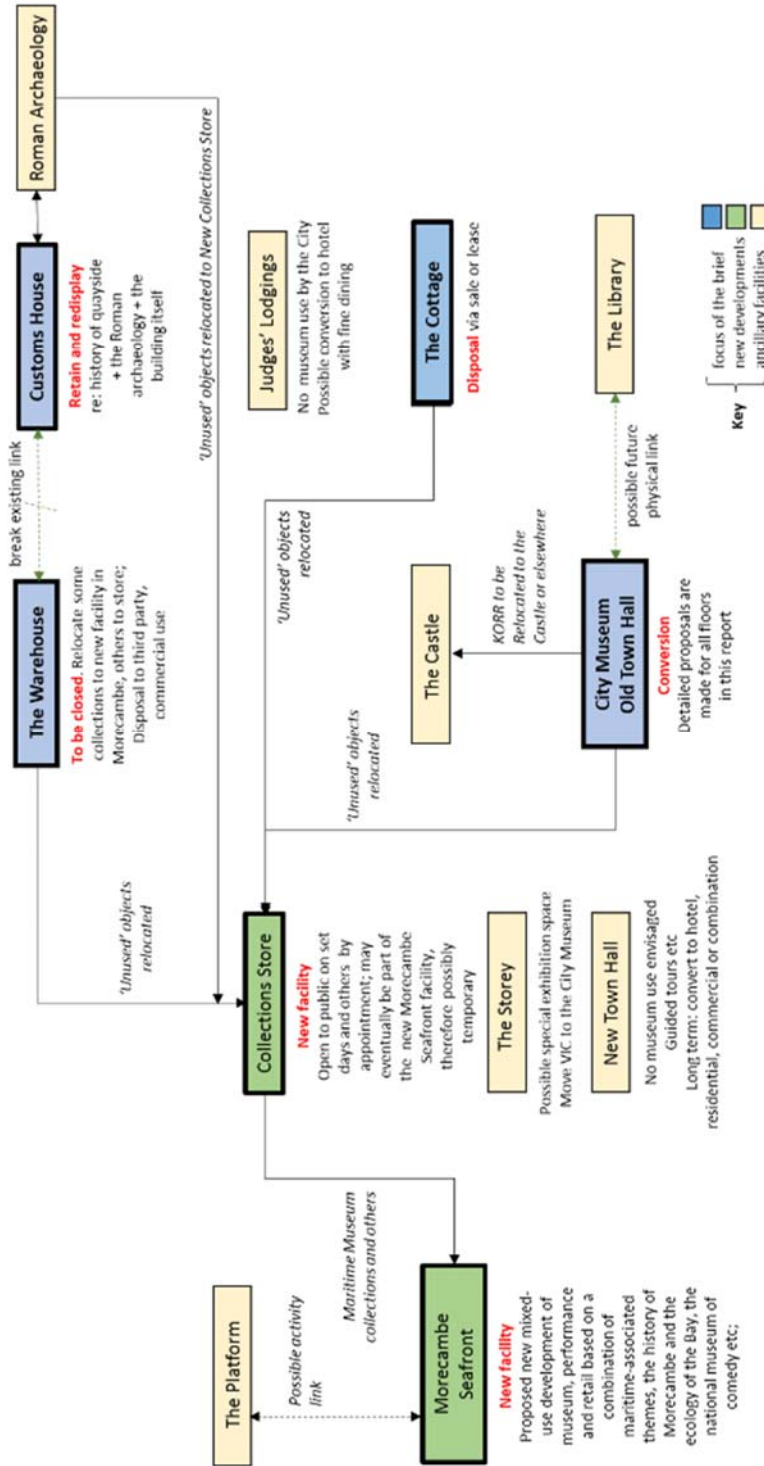 The Platform
Possible activity
link
Morecambe
Seafront
New facility
Proposed new mixed-
use development of
museum, performance
and retail based on a
combination of
maritime-associated
themes, the history of
Morecambe and the
ecology of the Bay, the
national museum of
comedy etc;
Maritime Museum
collections and others
'Unused' objects
relocated
Collections Store
New facility
Open to public on set
days and others by
appointment; may
eventually be part of
the new Morecambe
Seafront facility,
therefore possibly
temporary
The Storey
Possible special exhibition space
Move VIC to the City Museum
New Town Hall
No museum use envisaged
Guided tours etc
Long term: convert to hotel,
residential, commercial or combination
The Warehouse
To be closed. Relocate some
collections to new facility in
Morecambe, others to store;
Disposal to third party,
commercial use
break existing link
Customs House
Retain and redisplay
re: history of quayside
+ the Roman
archaeology + the
building itself
Roman Archaeology
'Unused' objects relocated to New Collections Store
Judges' Lodgings
No museum use by the City
Possible conversion to hotel
with fine dining
'Unused' objects
relocated
The Cottage
Disposal via sale or lease
'Unused' objects
relocated
The Castle
KORR to be
Relocated to the
Castle or elsewhere
City Museum
Old Town Hall
Conversion
Detailed proposals are
made for all floors
in this report
possible future
physical link
The Library
Key
focus of the brief
new developments
ancillary facilities